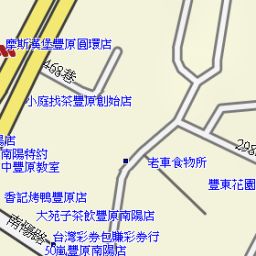 摩斯漢堡豐原圓環店
468巷
小庭找茶豐原創始店
店
南陽特約
中豐原教室
老車食物所
298
豐東花園
香記烤鴨豐原店
大苑子茶飲豐原南陽店
南陽路
台灣彩券包賺彩券行
50嵐豐原南陽店